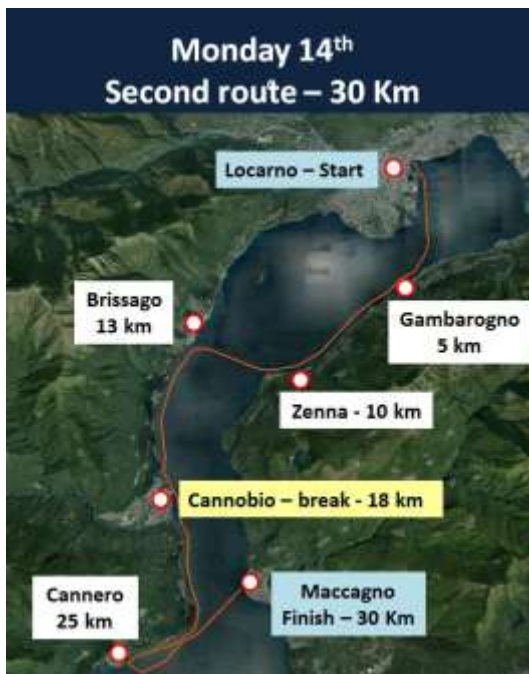 Monday 14th
Second route – 30 Km
Locarno – Start
Brissago
13 km
Gambarogno
5 km
Zenna - 10 km
Cannobio – break - 18 km
Cannero
25 km
Maccagno
Finish – 30 Km